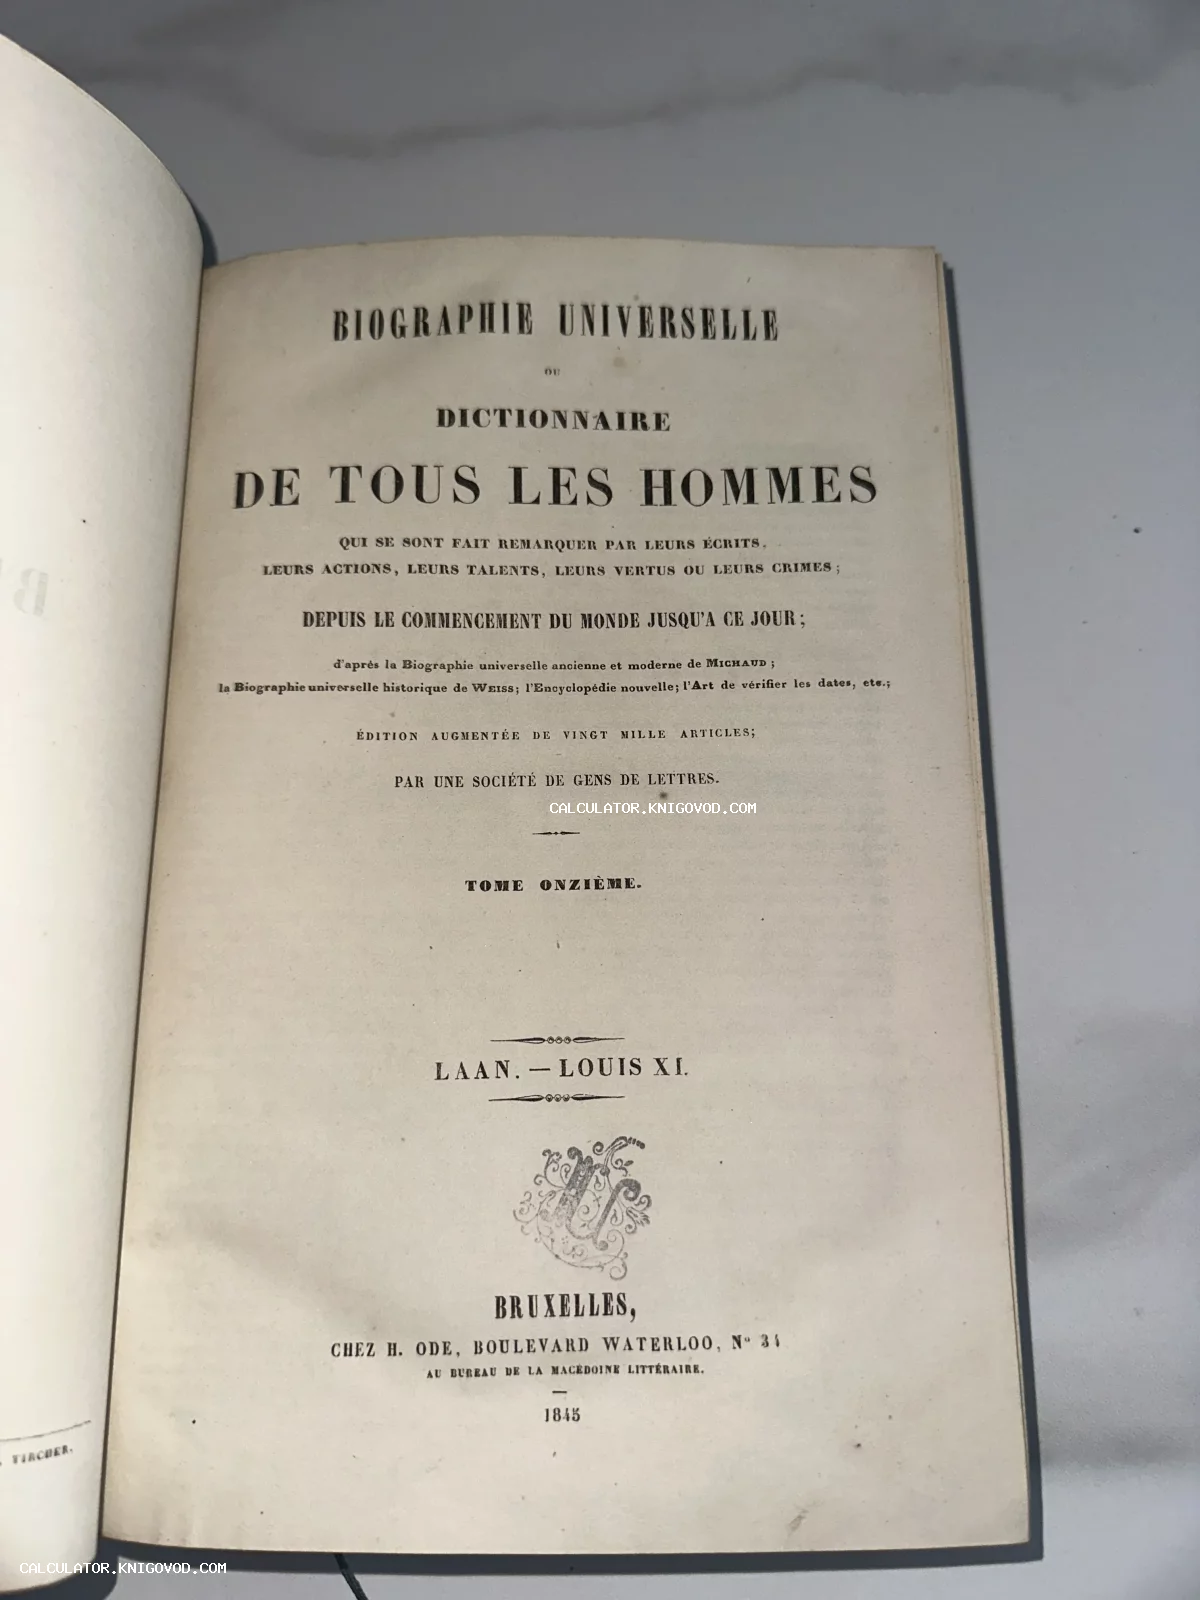 BIOGRAPHIE UNIVERSELLE
OU
DICTIONNAIRE
DE TOUS LES HOMMES
QUI SE SONT FAIT REMARQUER PAR LEURS ÉCRITS,
LEURS ACTIONS, LEURS TALENTS, LEURS VERTUS OU LEURS CRIMES;
DEPUIS LE COMMENCEMENT DU MONDE JUSQU'A CE JOUR;
d'après la Biographie universelle ancienne et moderne de MICHAUD;
la Biographie universelle historique de WEISS; l'Encyclopédie nouvelle; l'Art de vérifier les dates, etc.;
ÉDITION AUGMENTÉE DE VINGT MILLE ARTICLES;
PAR UNE SOCIÉTÉ DE GENS DE LETTRES.
CALCULATOR.KNIGOVOD.COM
TOME ONZIÈME.
LAAN. — LOUIS XI.
BRUXELLES,
CHEZ H. ODE, BOULEVARD WATERLOO, No 34
AU BUREAU DE LA MACÉDOINE LITTÉRAIRE.
1845
VIRCHER.
CALCULATOR.KNIGOVOD.COM